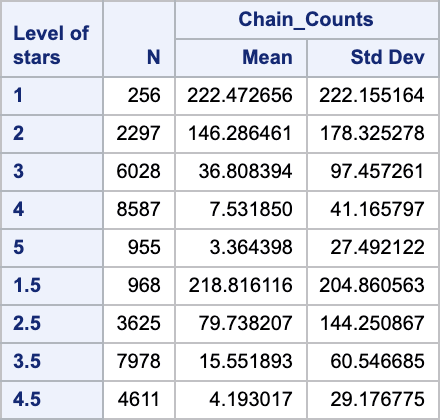 Level of stars N Chain_Counts
Mean Std Dev
1 256 222.472656 222.155164
2 2297 146.286461 178.325278
3 6028 36.808394 97.457261
4 8587 7.531850 41.165797
5 955 3.364398 27.492122
1.5 968 218.816116 204.860563
2.5 3625 79.738207 144.250867
3.5 7978 15.551893 60.546685
4.5 4611 4.193017 29.176775